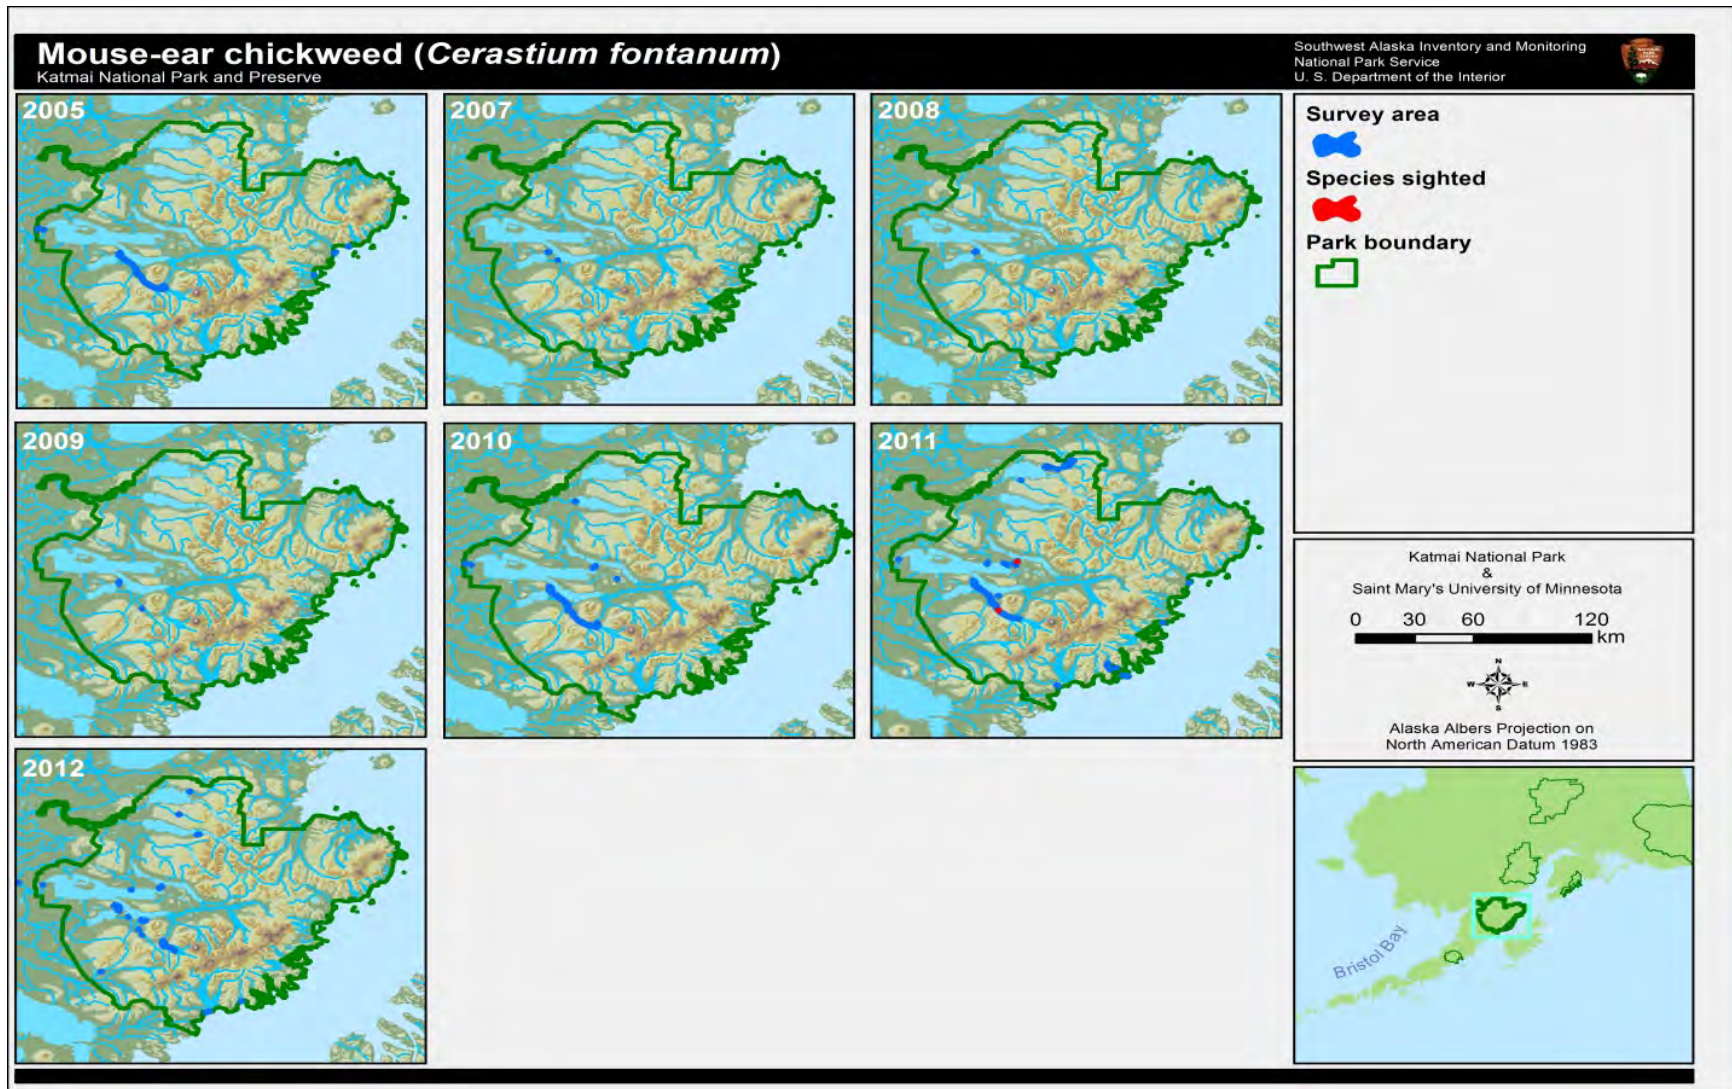 Mouse-ear chickweed (Cerastium fontanum)
Katmai National Park and Preserve
Southwest Alaska Inventory and Monitoring
National Park Service
U. S. Department of the Interior
2005
2007
2008
Survey area
Species sighted
Park boundary
2009
2010
2011
Katmai National Park
&
Saint Mary's University of Minnesota
0 30 60 120
km
N
W E
S
Alaska Albers Projection on
North American Datum 1983
2012
Bristol Bay